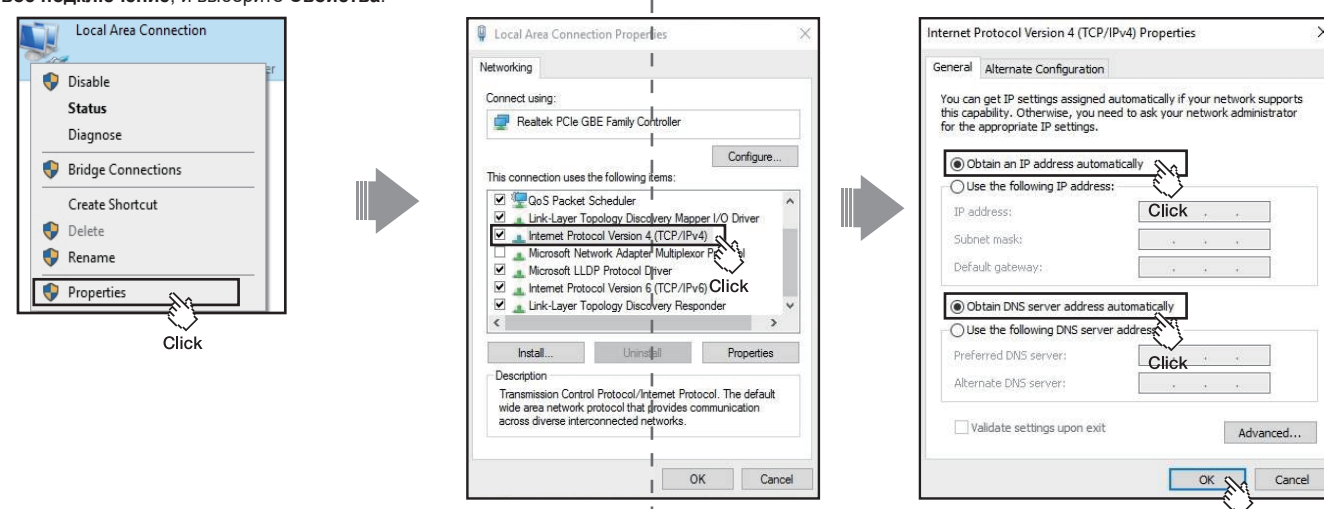 вое подключение, и выберите Свойства.
Local Area Connection
Disable
Status
Diagnose
Bridge Connections
Create Shortcut
Delete
Rename
Properties
Click
Local Area Connection Properties
Networking
Connect using:
Realtek PCIe GBE Family Controller
Configure...
This connection uses the following items:
QoS Packet Scheduler
Link-Layer Topology Discovery Mapper I/O Driver
Internet Protocol Version 4 (TCP/IPv4)
Microsoft Network Adapter Multiplexor
Microsoft LLDP Protocol Driver
Internet Protocol Version 6 (TCP/IPv6)
Click
Link-Layer Topology Discovery Responder
Install...
Uninstall
Properties
Description
Transmission Control Protocol/Internet Protocol. The default
wide area network protocol that provides communication
across diverse interconnected networks.
OK
Cancel
Internet Protocol Version 4 (TCP/IPv4) Properties
General
Alternate Configuration
You can get IP settings assigned automatically if your network supports
this capability. Otherwise, you need to ask your network administrator
for the appropriate IP settings.
Obtain an IP address automatically
Use the following IP address:
IP address:
Click
Subnet mask:
Default gateway:
Obtain DNS server address automatically
Use the following DNS server
Preferred DNS server:
Click
Alternate DNS server:
Validate settings upon exit
Advanced...
OK
Cancel